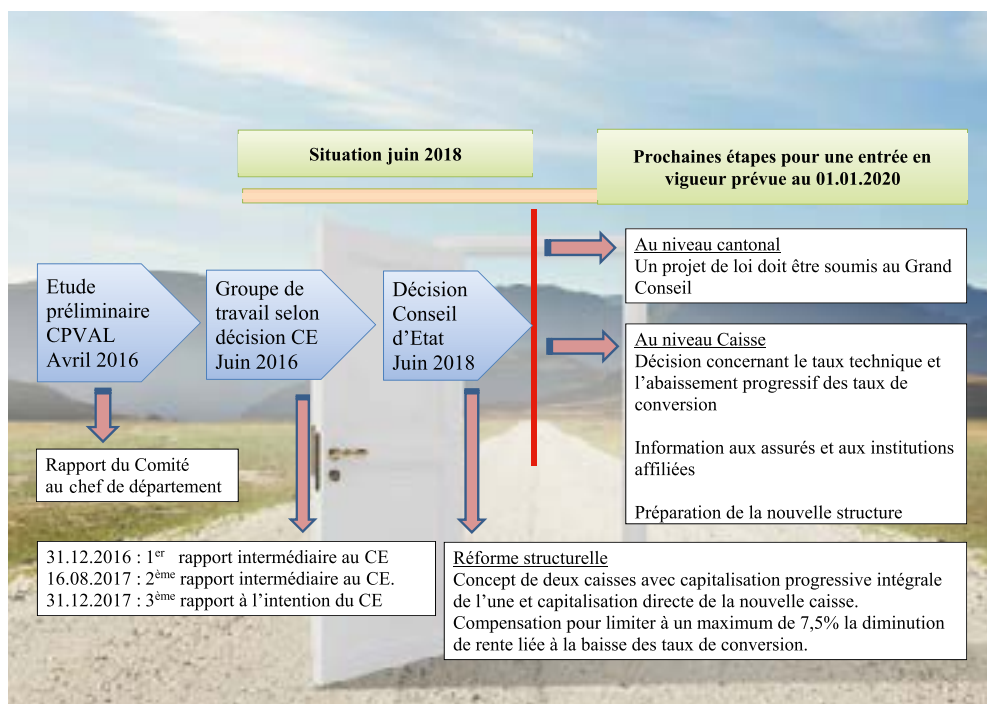 Situation juin 2018
Prochaines étapes pour une entrée en
vigueur prévue au 01.01.2020
Etude
préliminaire
CPVAL
Avril 2016
Groupe de
travail selon
décision CE
Juin 2016
Décision
Conseil
d’Etat
Juin 2018
Au niveau cantonal
Un projet de loi doit être soumis au Grand
Conseil
Au niveau Caisse
Décision concernant le taux technique et
l’abaissement progressif des taux de
conversion
Information aux assurés et aux institutions
affiliées
Préparation de la nouvelle structure
Rapport du Comité
au chef de département
31.12.2016 : 1er rapport intermédiaire au CE
16.08.2017 : 2ème rapport intermédiaire au CE.
31.12.2017 : 3ème rapport à l’intention du CE
Réforme structurelle
Concept de deux caisses avec capitalisation progressive intégrale
de l’une et capitalisation directe de la nouvelle caisse.
Compensation pour limiter à un maximum de 7,5% la diminution
de rente liée à la baisse des taux de conversion.